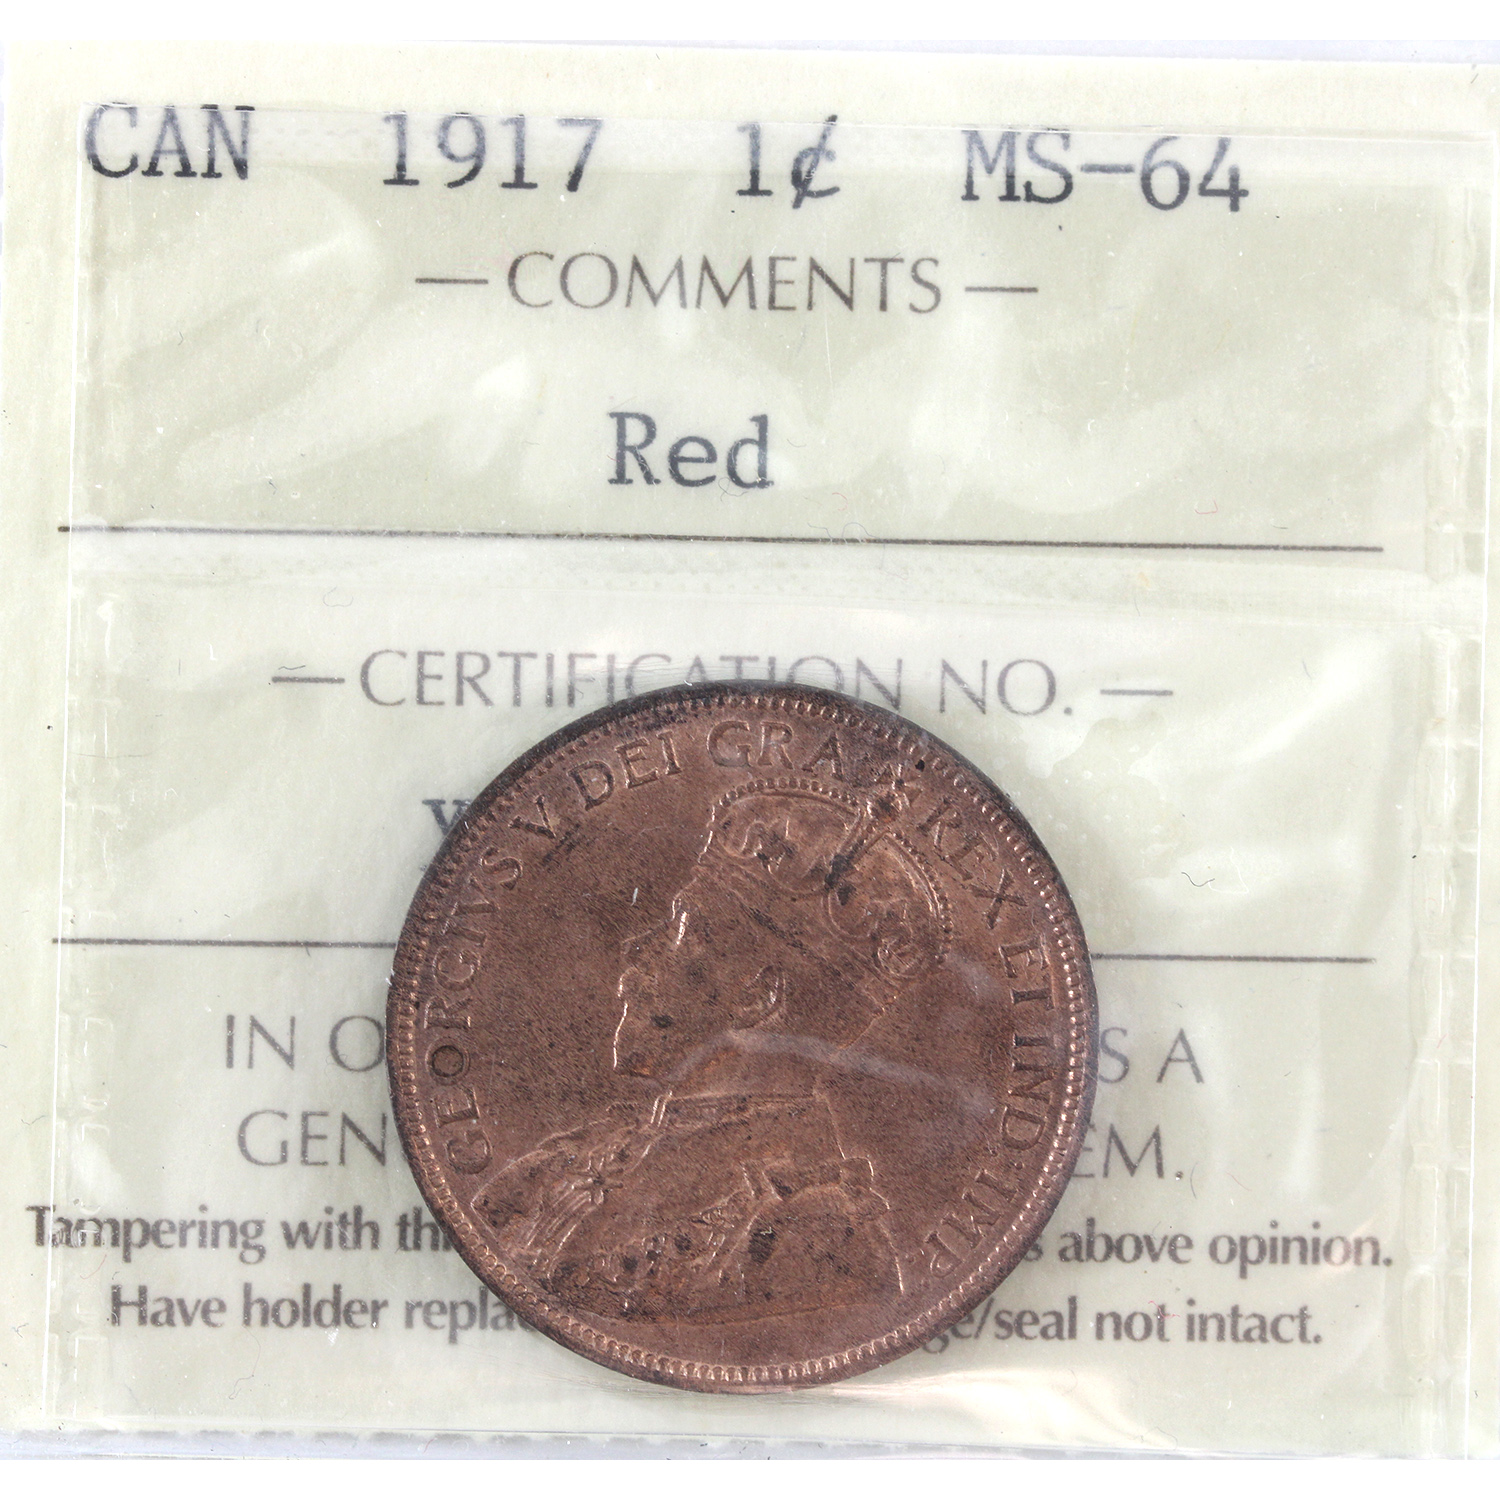 CAN 1917 1¢ MS-64
— COMMENTS —
Red
— CERTIFICATION NO. —
GEORGIVS V DEI GRA: REX ET IND: IMP:
IN O S A
GEN EM.
Tampering with thi s above opinion.
Have holder repla ge/seal not intact.